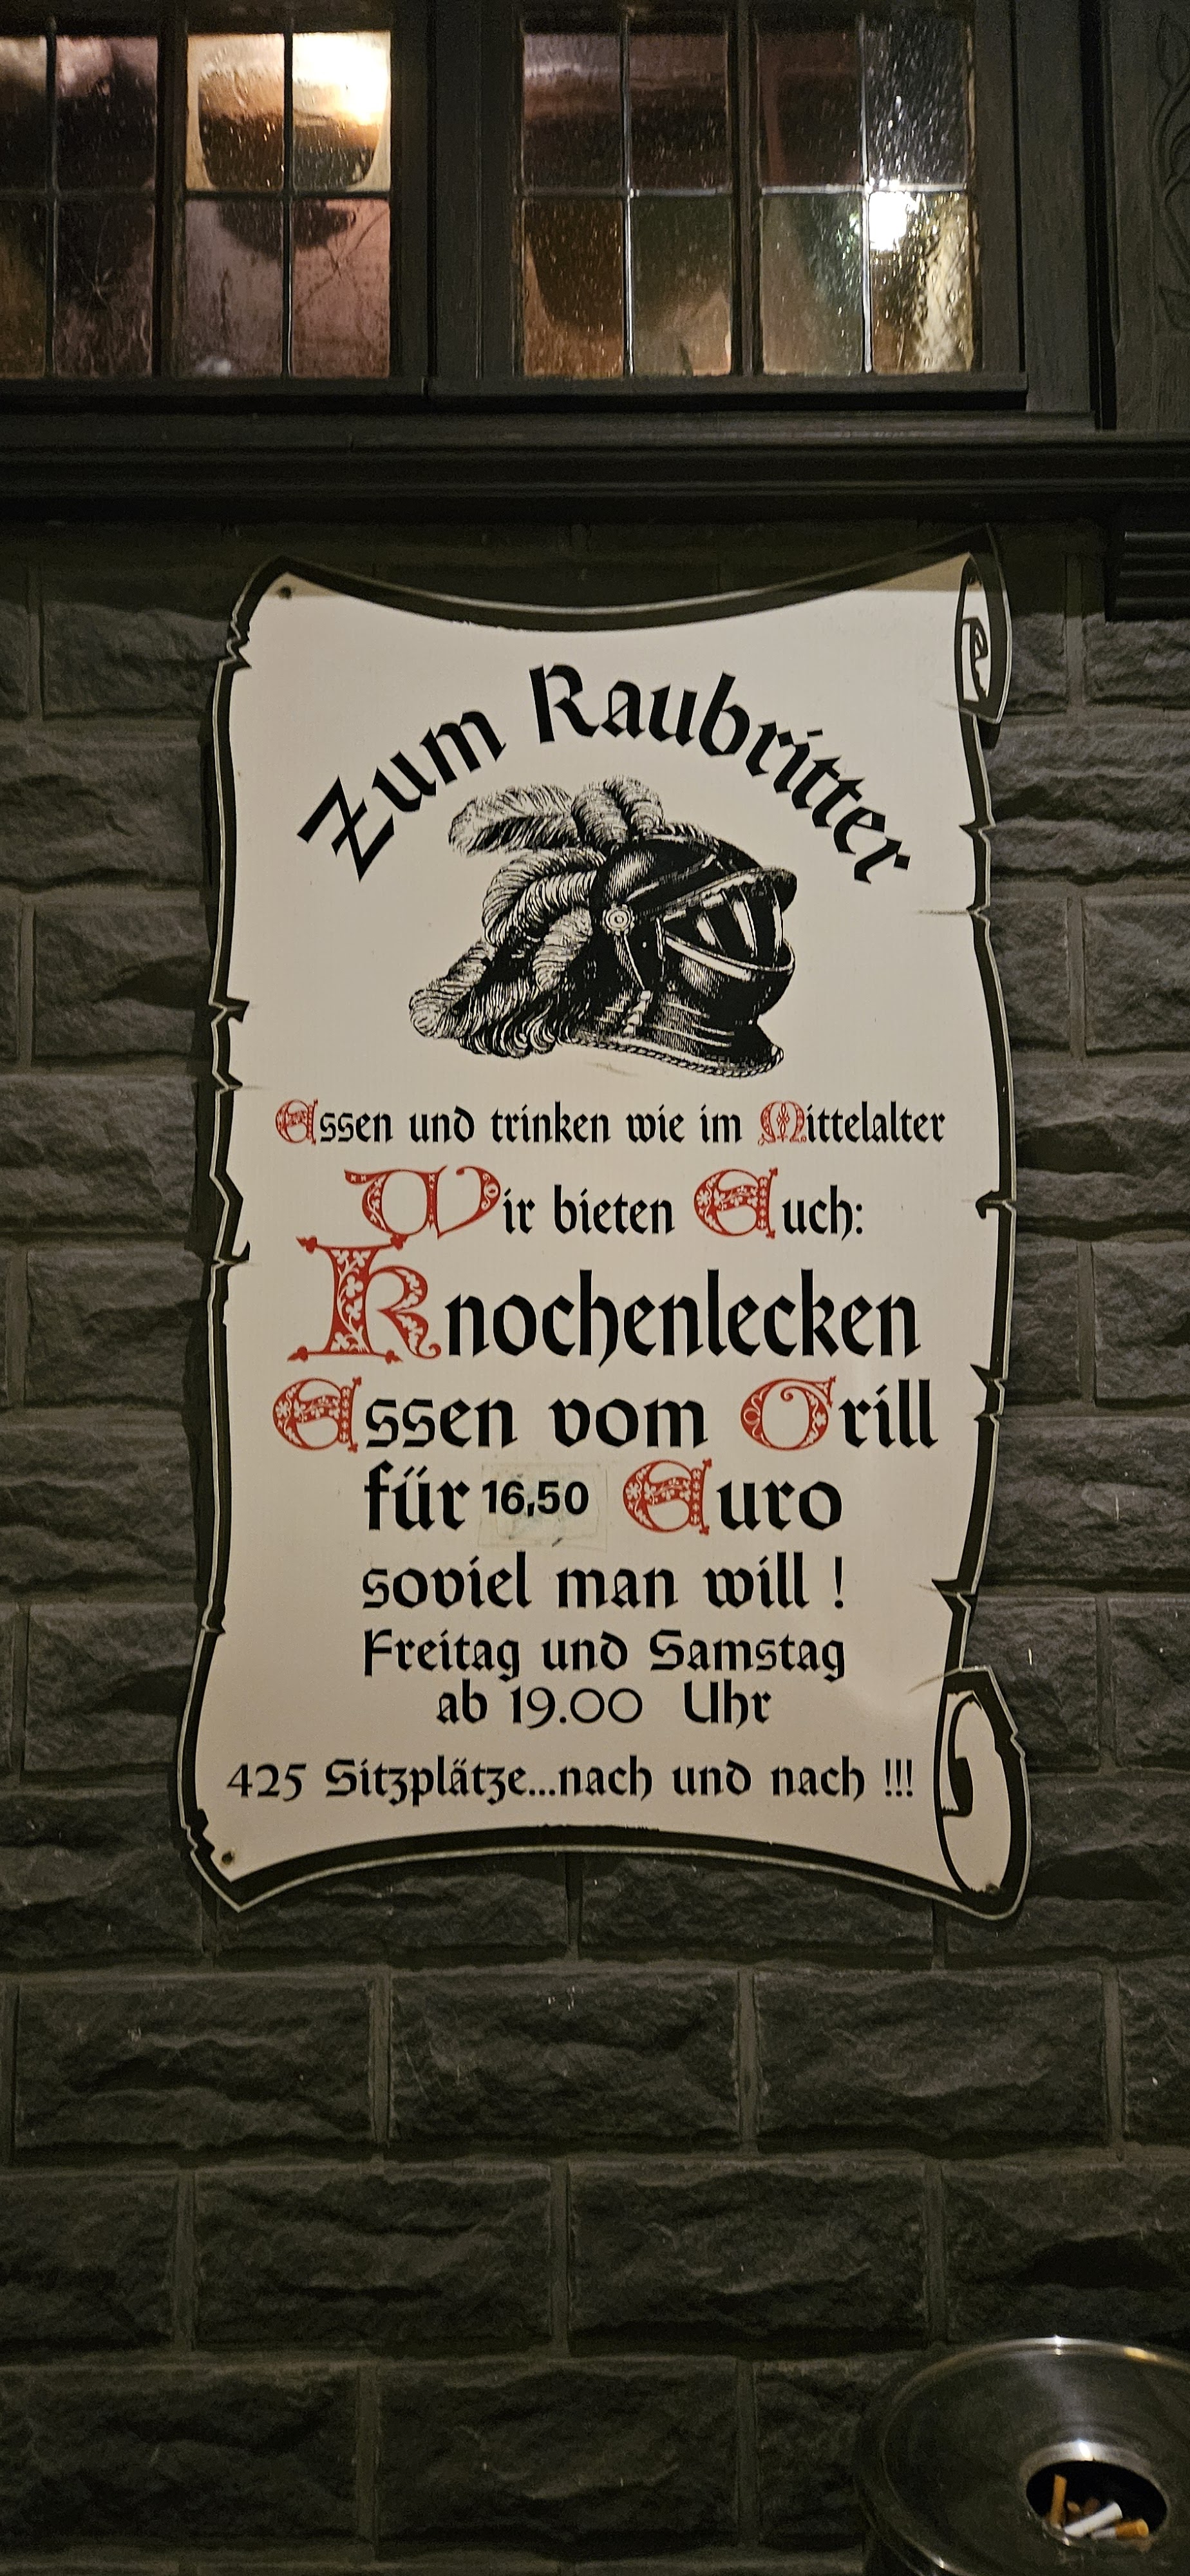 Zum Raubritter
Essen und trinken wie im Mittelalter
Wir bieten Auch:
Knochenlecken
Essen vom Grill
für 16,50 Euro
soviel man will !
Freitag und Samstag
ab 19.00 Uhr
425 Sitzplätze...nach und nach !!!